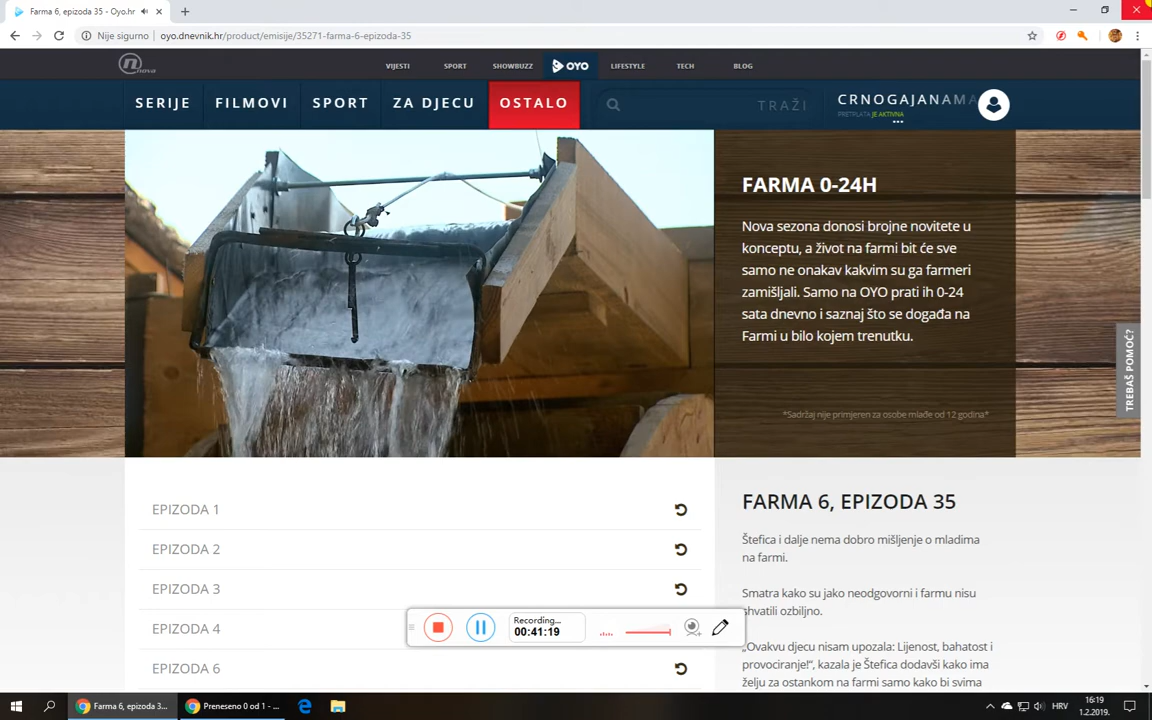 Farma 6, epizoda 35 - Oyo.hr
Nije sigurno
oyo.dnevnik.hr/product/emisije/35271-farma-6-epizoda-35
nova
VIJESTI
SPORT
SHOWBUZZ
OYO
LIFESTYLE
TECH
BLOG
SERIJE
FILMOVI
SPORT
ZA DJECU
OSTALO
TRAŽI
CRNOGAJANAMA
PRETPLATA JE AKTIVNA
FARMA 0-24H
Nova sezona donosi brojne novitete u
konceptu, a život na farmi bit će sve
samo ne onakav kakvim su ga farmeri
zamišljali. Samo na OYO prati ih 0-24
sata dnevno i saznaj što se događa na
Farmi u bilo kojem trenutku.
*Sadržaj nije primjeren za osobe mlađe od 12 godina*
TREBAŠ POMOĆ?
EPIZODA 1
EPIZODA 2
EPIZODA 3
EPIZODA 4
EPIZODA 6
FARMA 6, EPIZODA 35
Štefica i dalje nema dobro mišljenje o mladima
na farmi.
Smatra kako su jako neodgovorni i farmu nisu
shvatili ozbiljno.
„Ovakvu djecu nisam upozala: Lijenost, bahatost i
provociranje!“, kazala je Štefica dodavši kako ima
želju za ostankom na farmi samo kako bi svima
Recording...
00:41:19
Farma 6, epizoda 3...
Preneseno 0 od 1 - ...
HRV
16:19
1.2.2019.